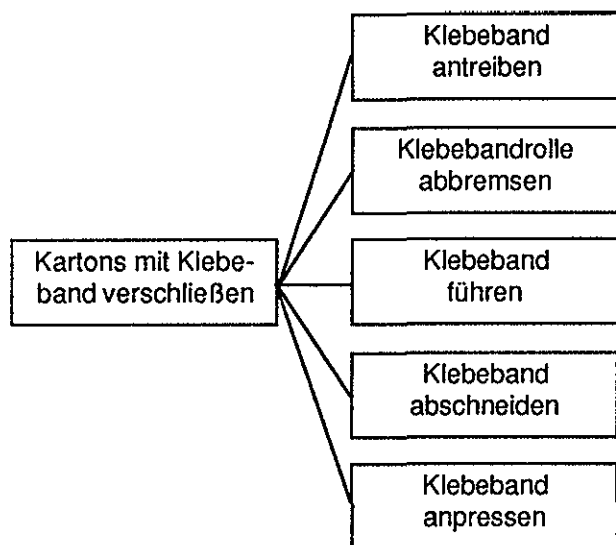 Klebeband
antreiben
Klebebandrolle
abbremsen
Kartons mit Klebe-
band verschließen
Klebeband
führen
Klebeband
abschneiden
Klebeband
anpressen